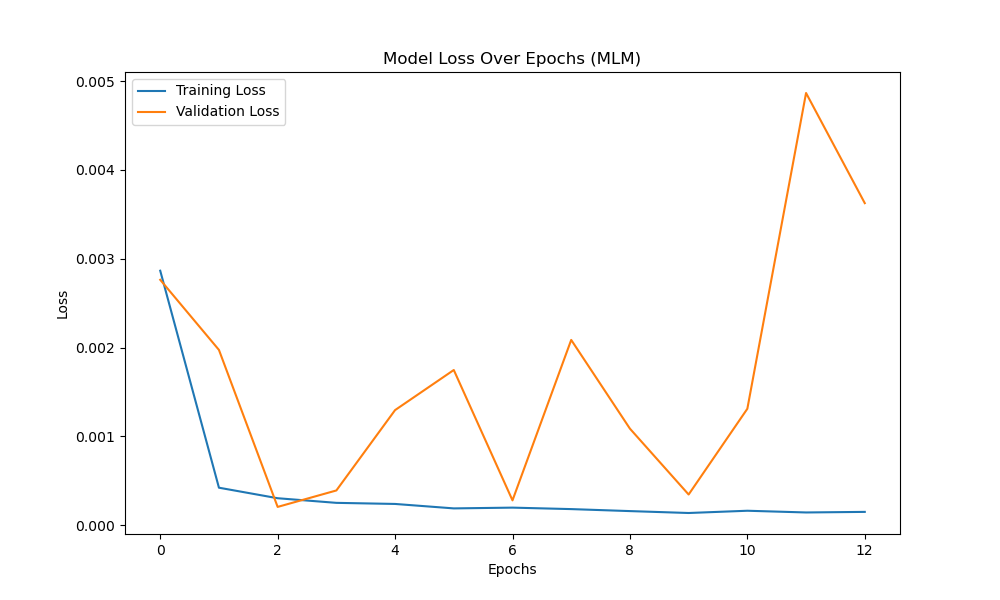 Model Loss Over Epochs (MLM)
Training Loss
Validation Loss
0.005
0.004
0.003
0.002
0.001
0.000
Loss
0 2 4 6 8 10 12
Epochs